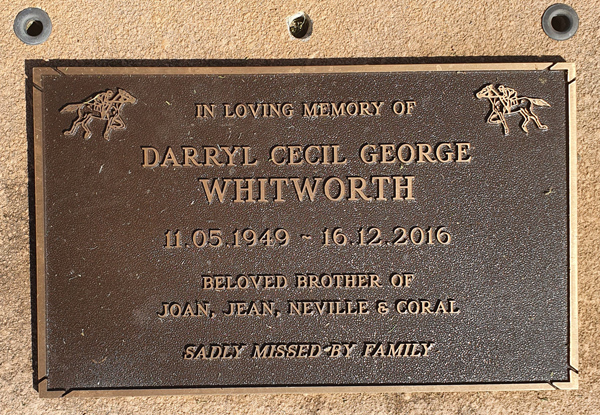 IN LOVING MEMORY OF
DARRYL CECIL GEORGE
WHITWORTH
11.05.1949 ~ 16.12.2016
BELOVED BROTHER OF
JOAN, JEAN, NEVILLE & CORAL
SADLY MISSED BY FAMILY